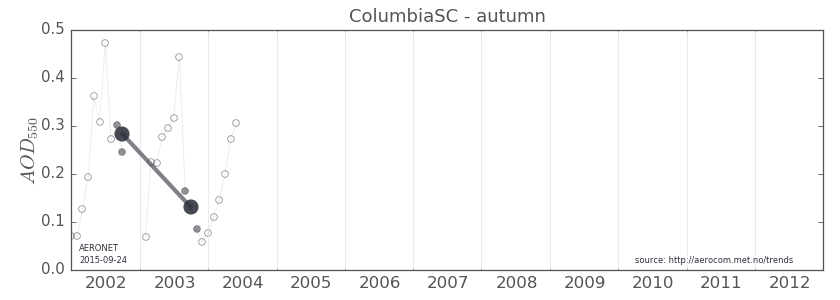 ColumbiaSC - autumn
0.5
0.4
0.3
0.2
0.1
0.0
AOD550
AERONET
2015-09-24
source: http://aerocom.met.no/trends
2002 2003 2004 2005 2006 2007 2008 2009 2010 2011 2012